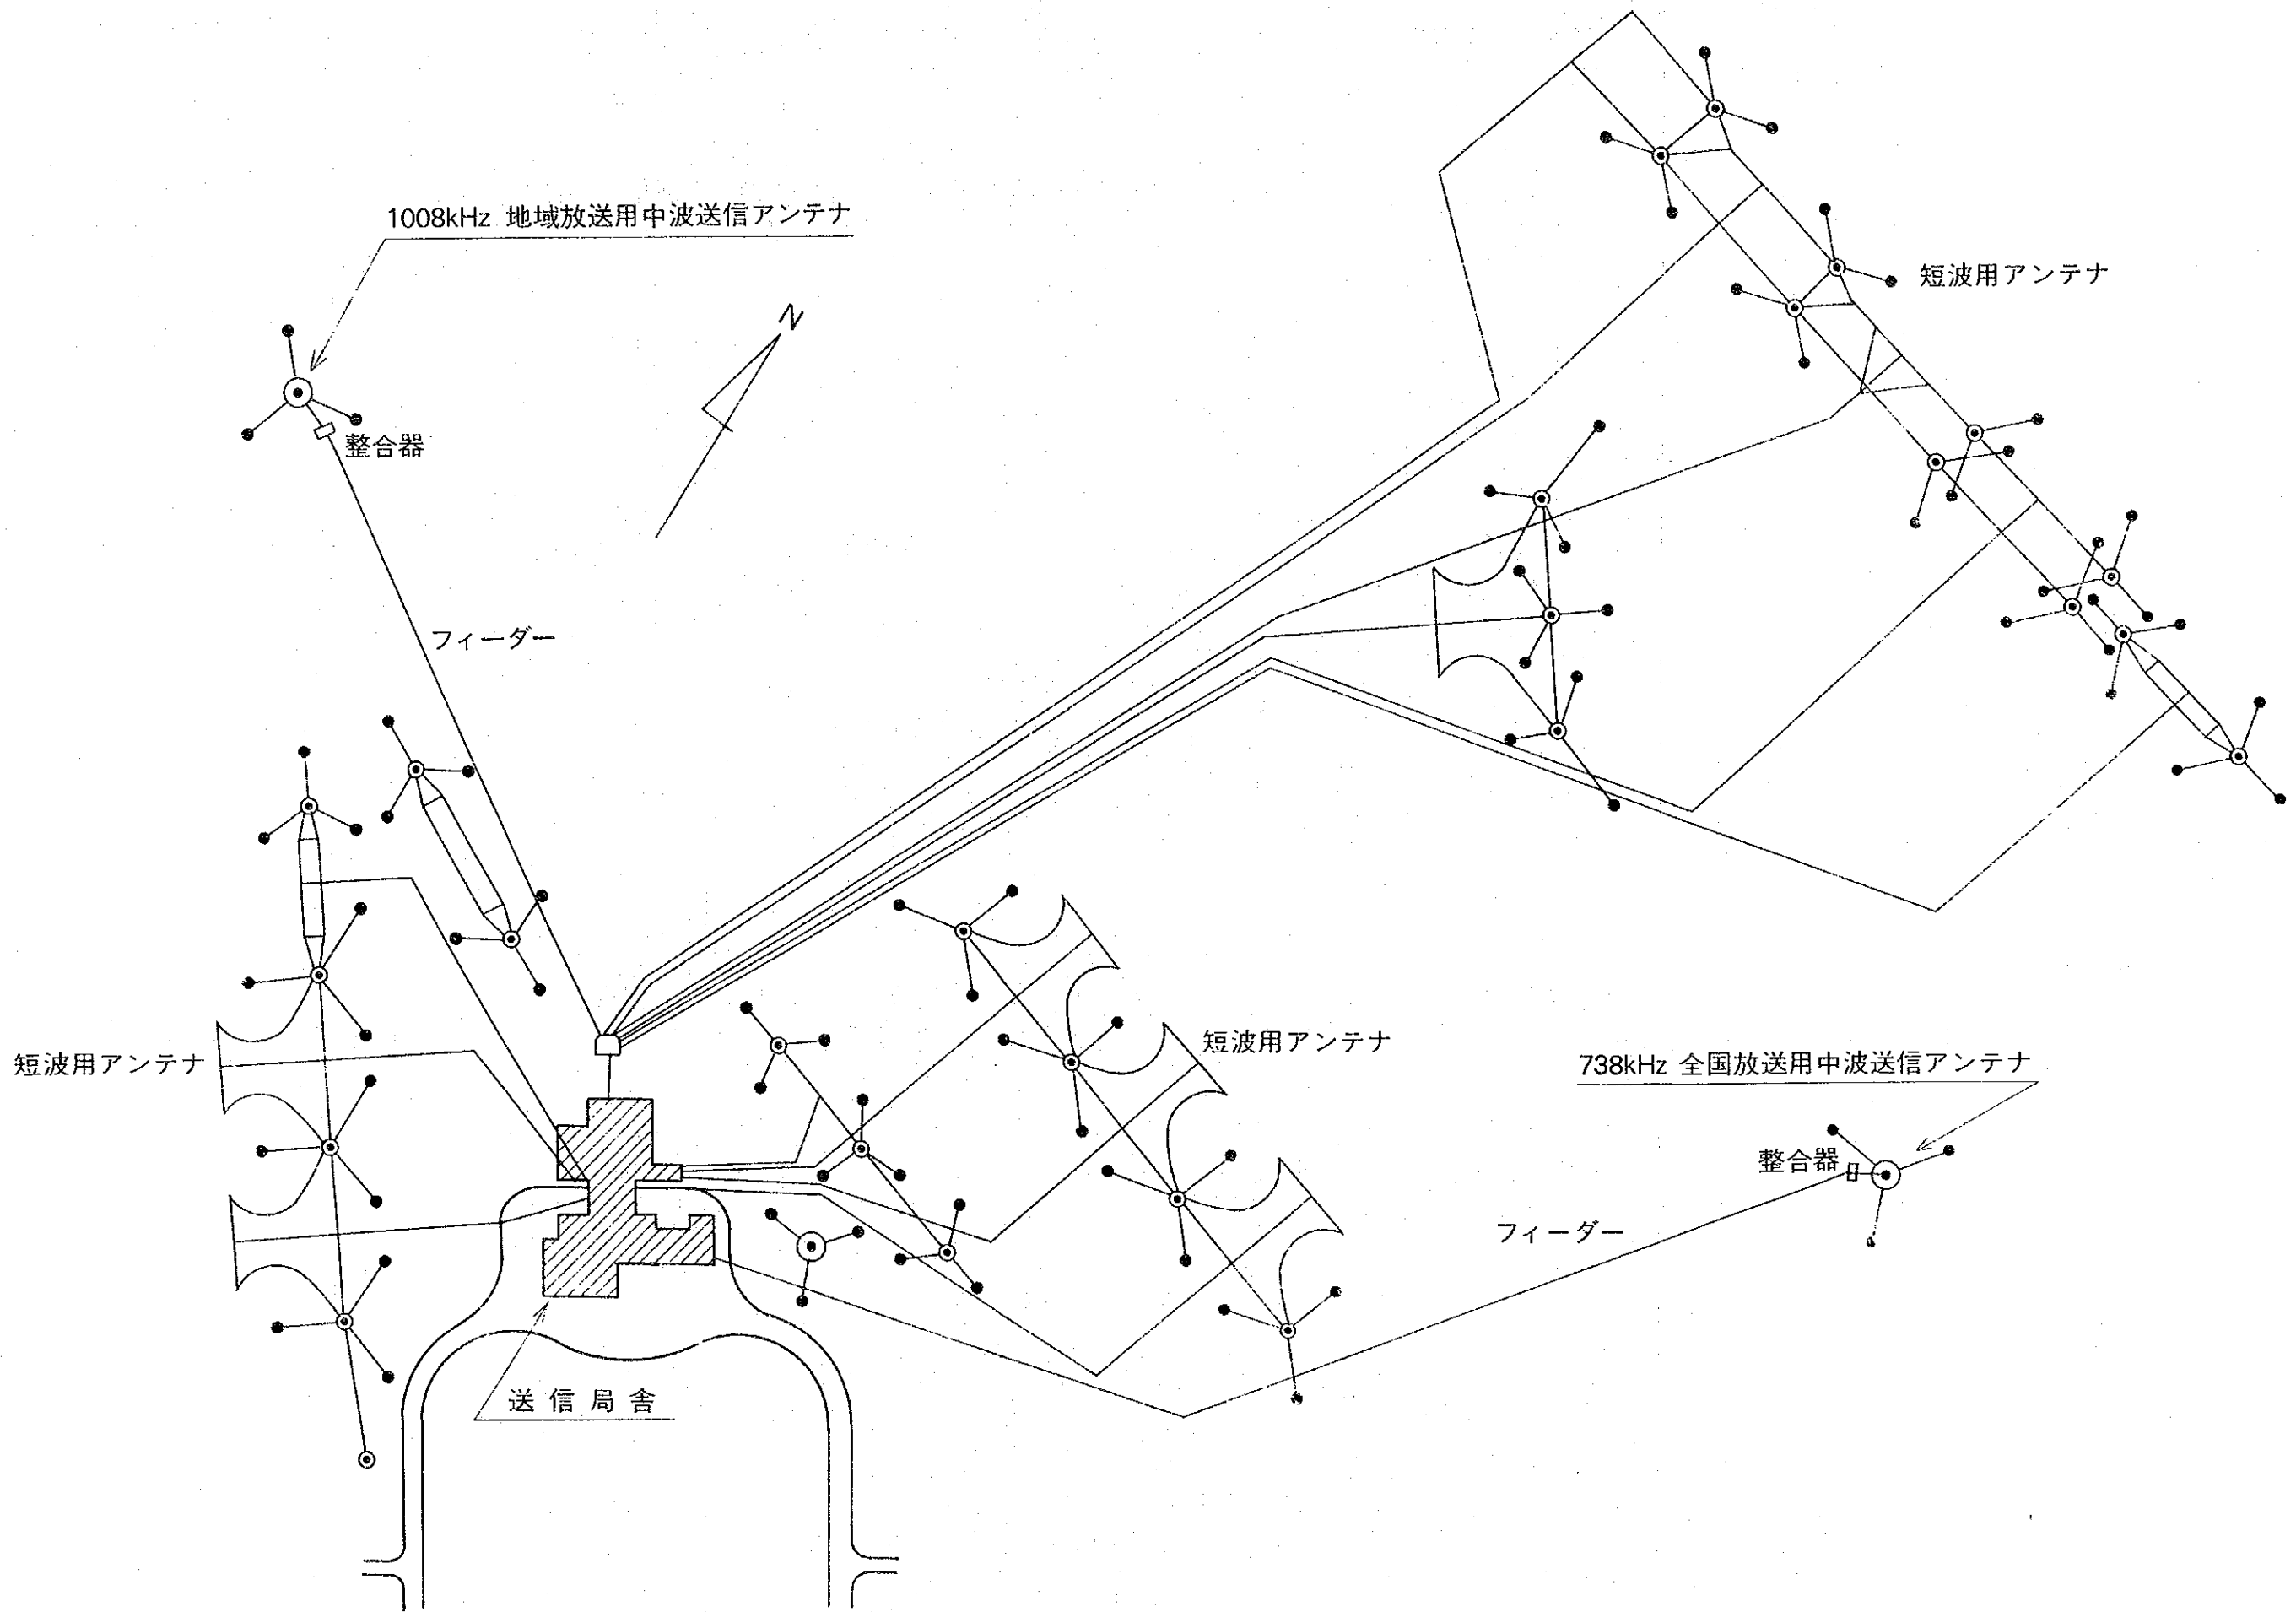 1008kHz 地域放送用中波送信アンテナ
短波用アンテナ
N
整合器
フィーダー
短波用アンテナ
短波用アンテナ
738kHz 全国放送用中波送信アンテナ
整合器
フィーダー
送信局舎